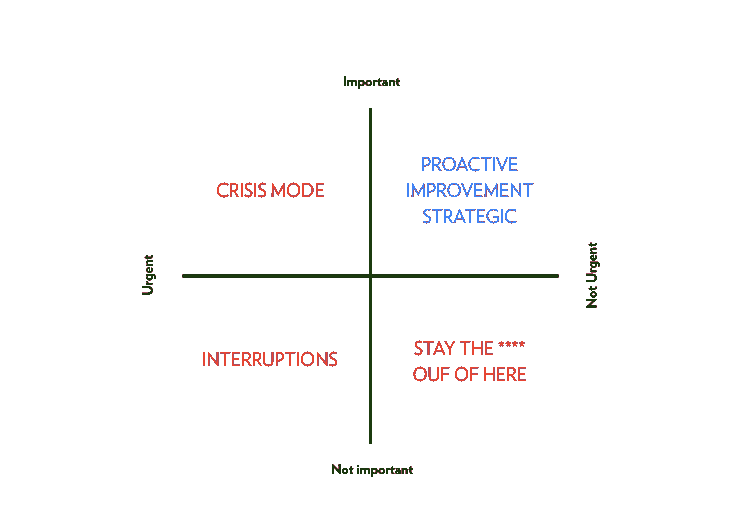 Important
CRISIS MODE
PROACTIVE
IMPROVEMENT
STRATEGIC
Urgent
Not Urgent
INTERRUPTIONS
STAY THE ****
OUF OF HERE
Not important